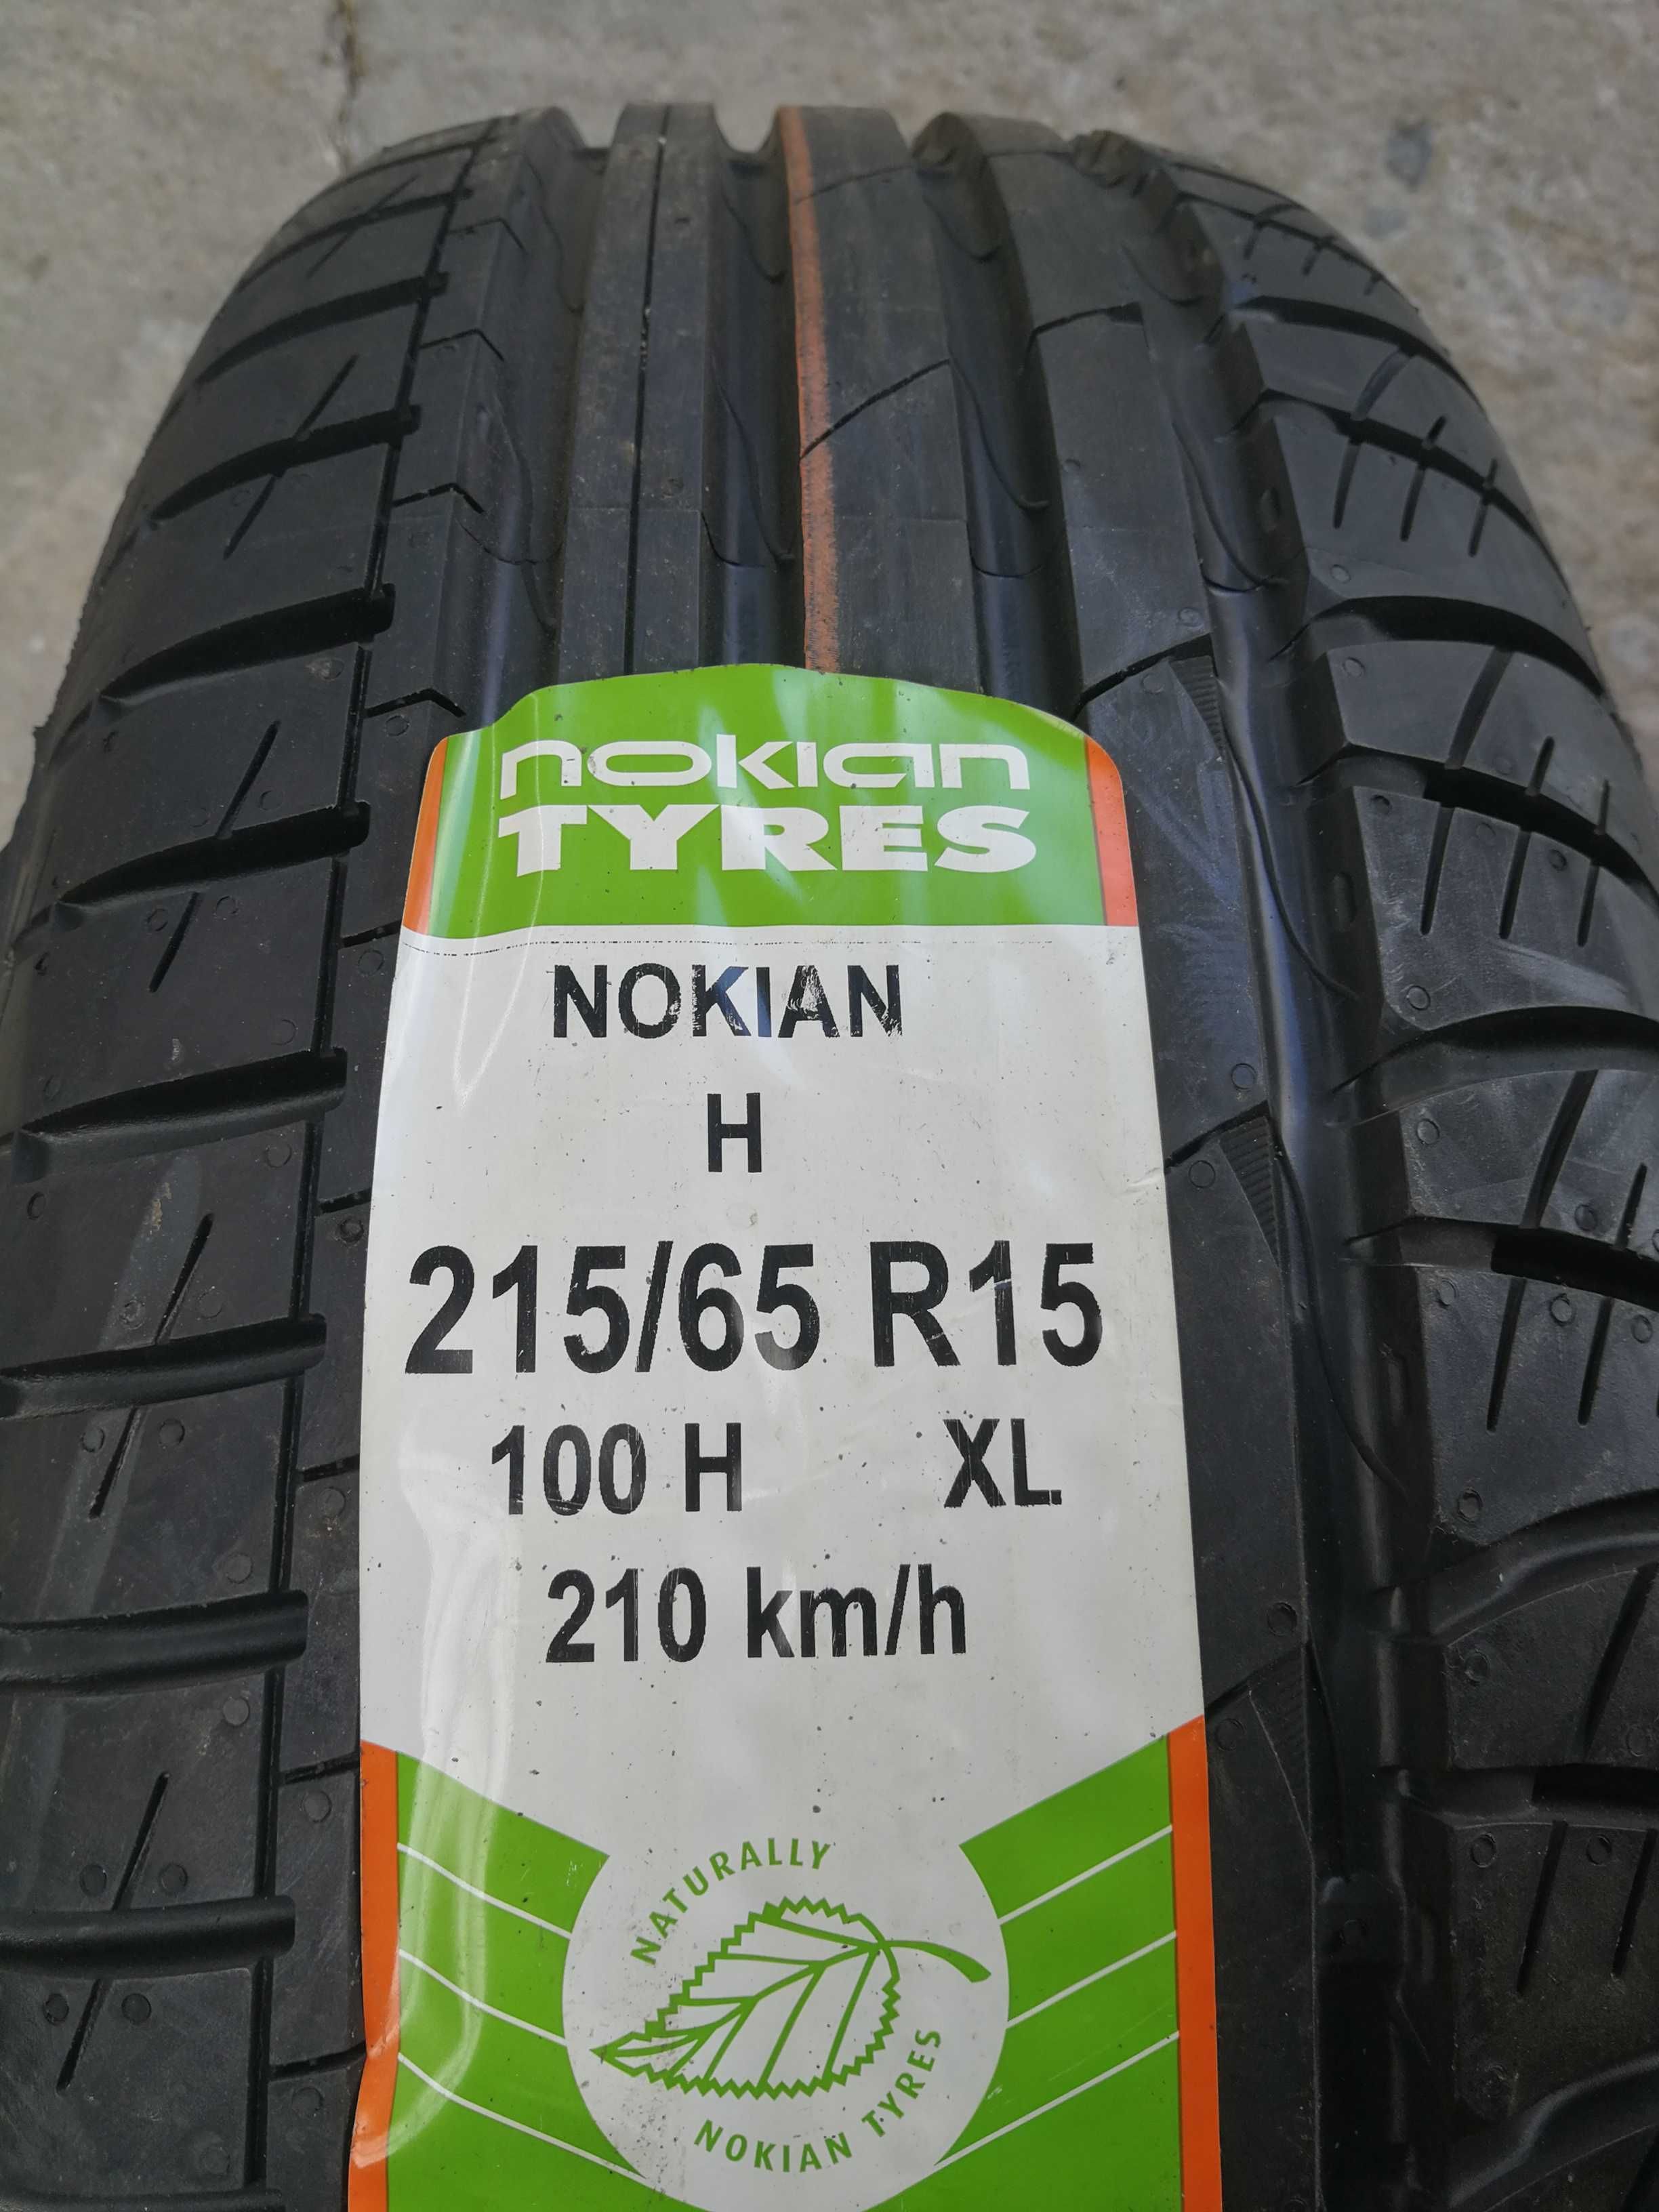 nokian
TYRES
NOKIAN
H
215/65 R15
100 H XL
210 km/h
NATURALLY
NOKIAN TYRES